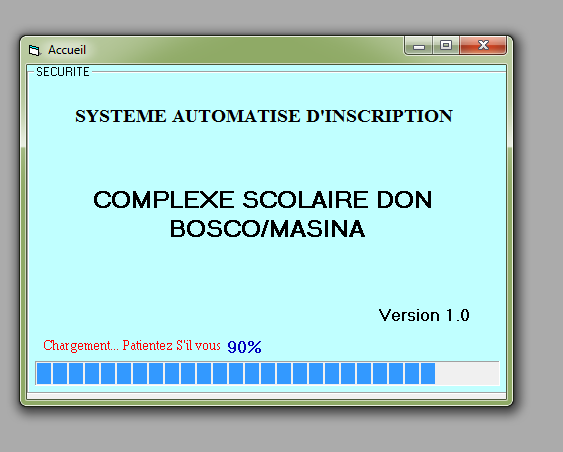 Accueil
SECURITE
SYSTEME AUTOMATISE D'INSCRIPTION
COMPLEXE SCOLAIRE DON
BOSCO/MASINA
Version 1.0
Chargement... Patientez S'il vous 90%